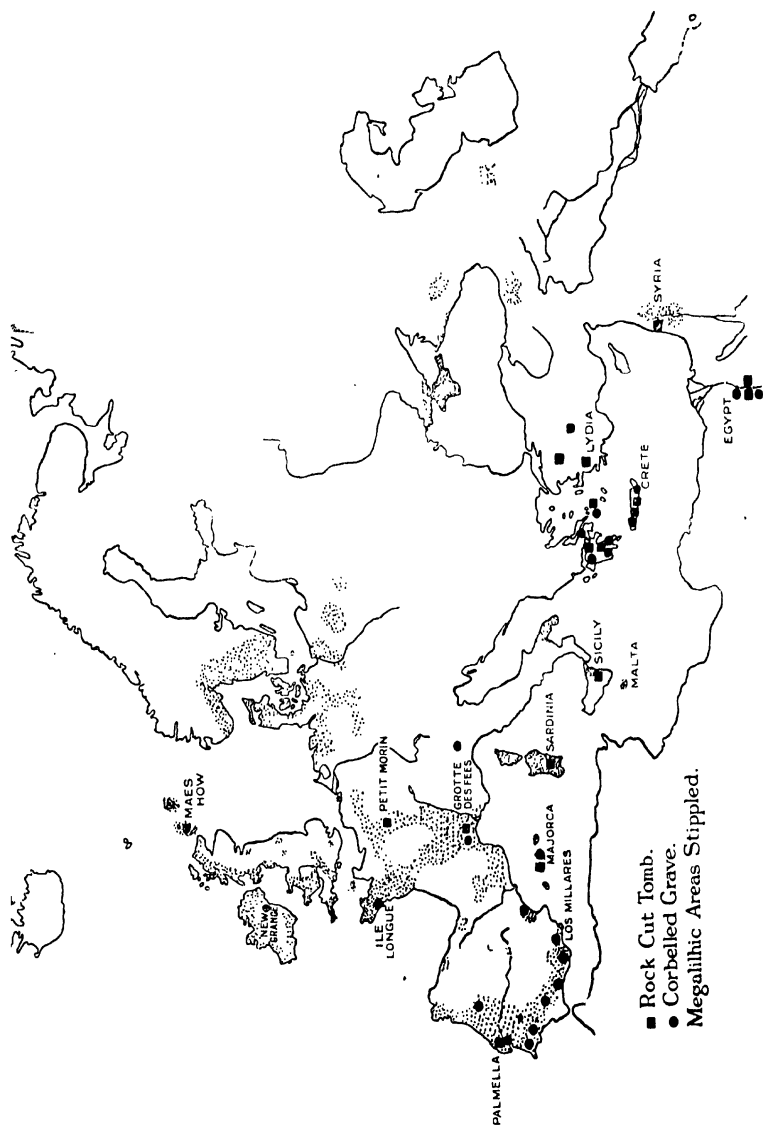 MAES
HOW
NEW
GRANGE
ILE
LONGUE
PETIT MORIN
GROTTE
DES FEES
PALMELLA
LOS MILLARES
MAJORCA
SARDINIA
SICILY
MALTA
LYDIA
CRETE
SYRIA
EGYPT
■ Rock Cut Tomb.
● Corbelled Grave.
Megalilhic Areas Stippled.